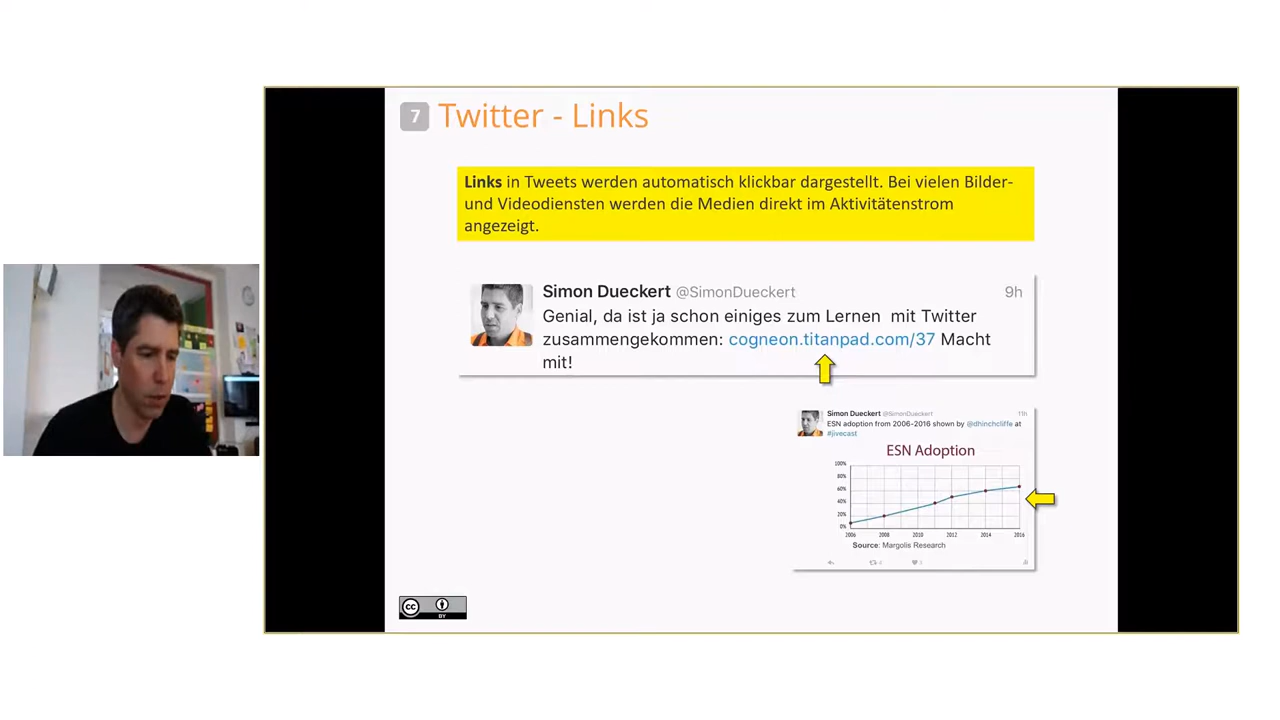 7 Twitter - Links
Links in Tweets werden automatisch klickbar dargestellt. Bei vielen Bilder-
und Videodiensten werden die Medien direkt im Aktivitätenstrom
angezeigt.
Simon Dueckert @SimonDueckert 9h
Genial, da ist ja schon einiges zum Lernen mit Twitter
zusammengekommen: cogneon.titanpad.com/37 Macht
mit!
Simon Dueckert @SimonDueckert 11h
ESN adoption from 2006-2016 shown by @dhinchcliffe at
#jivecast
ESN Adoption
100%
80%
60%
40%
20%
0%
2006 2008 2010 2012 2014 2016
Source: Margolis Research
cc
BY